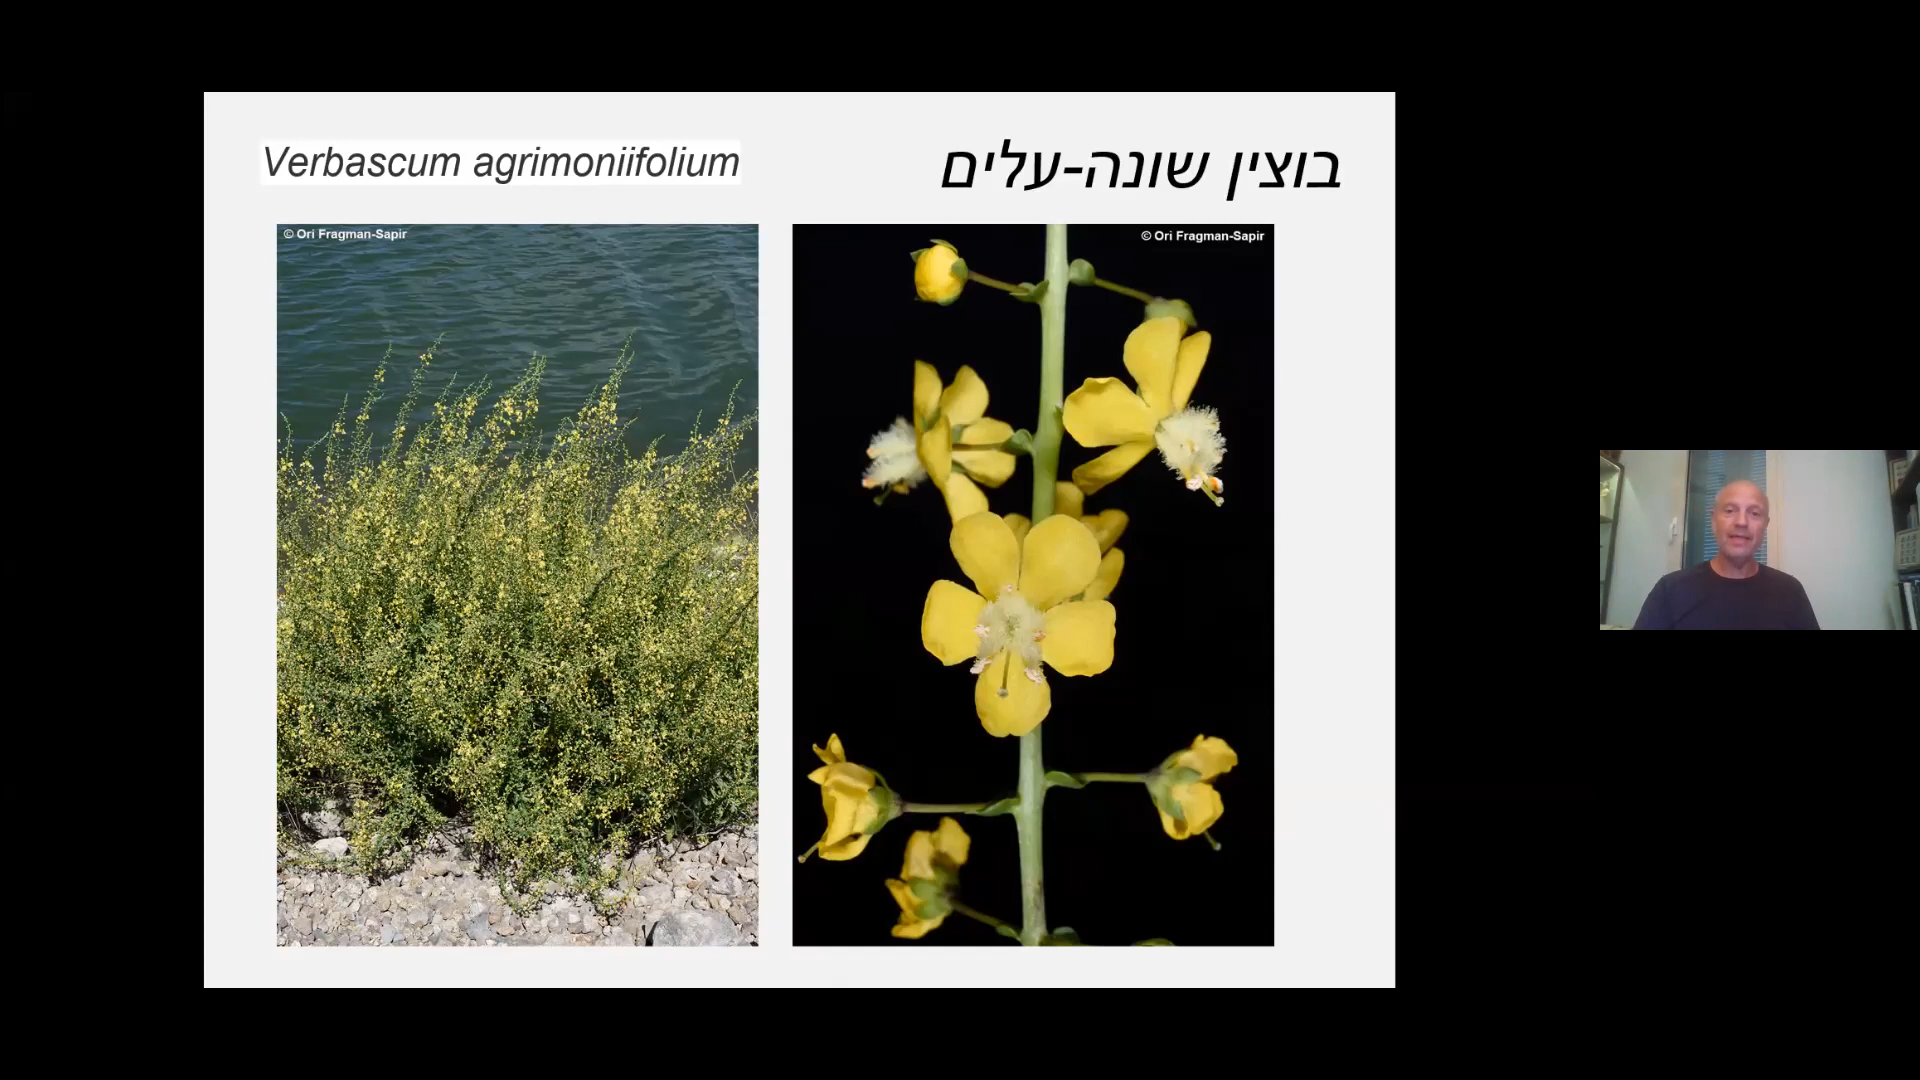 Verbascum agrimoniifolium
בוצין שונה-עלים
© Ori Fragman-Sapir
© Ori Fragman-Sapir